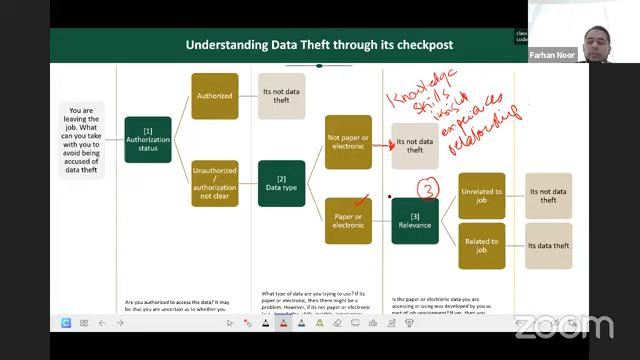 class
code
Understanding Data Theft through its checkpost
Farhan Noor
You are
leaving the
job. What
can you take
with you to
avoid being
accused of
data theft
[1]
Authorization
status
Authorized
Its not data
theft
Unauthorized
/
authorization
not clear
[2]
Data type
Not paper or
electronic
Its not data
theft
Knowledge
skills
insight
experiences
relationship
Paper or
electronic
3
[3]
Relevance
Unrelated to
job
Its not data
theft
Related to
job
Its data theft
Are you authorized to access the data? It may
be that you are uncertain as to whether you
What type of data are you trying to use? If its
paper or electronic, then there might be a
problem. However, if its not paper or electronic
Is the paper or electronic data you are
accessing or using was developed by you as
part of job requirement? If yes, then you
zoom